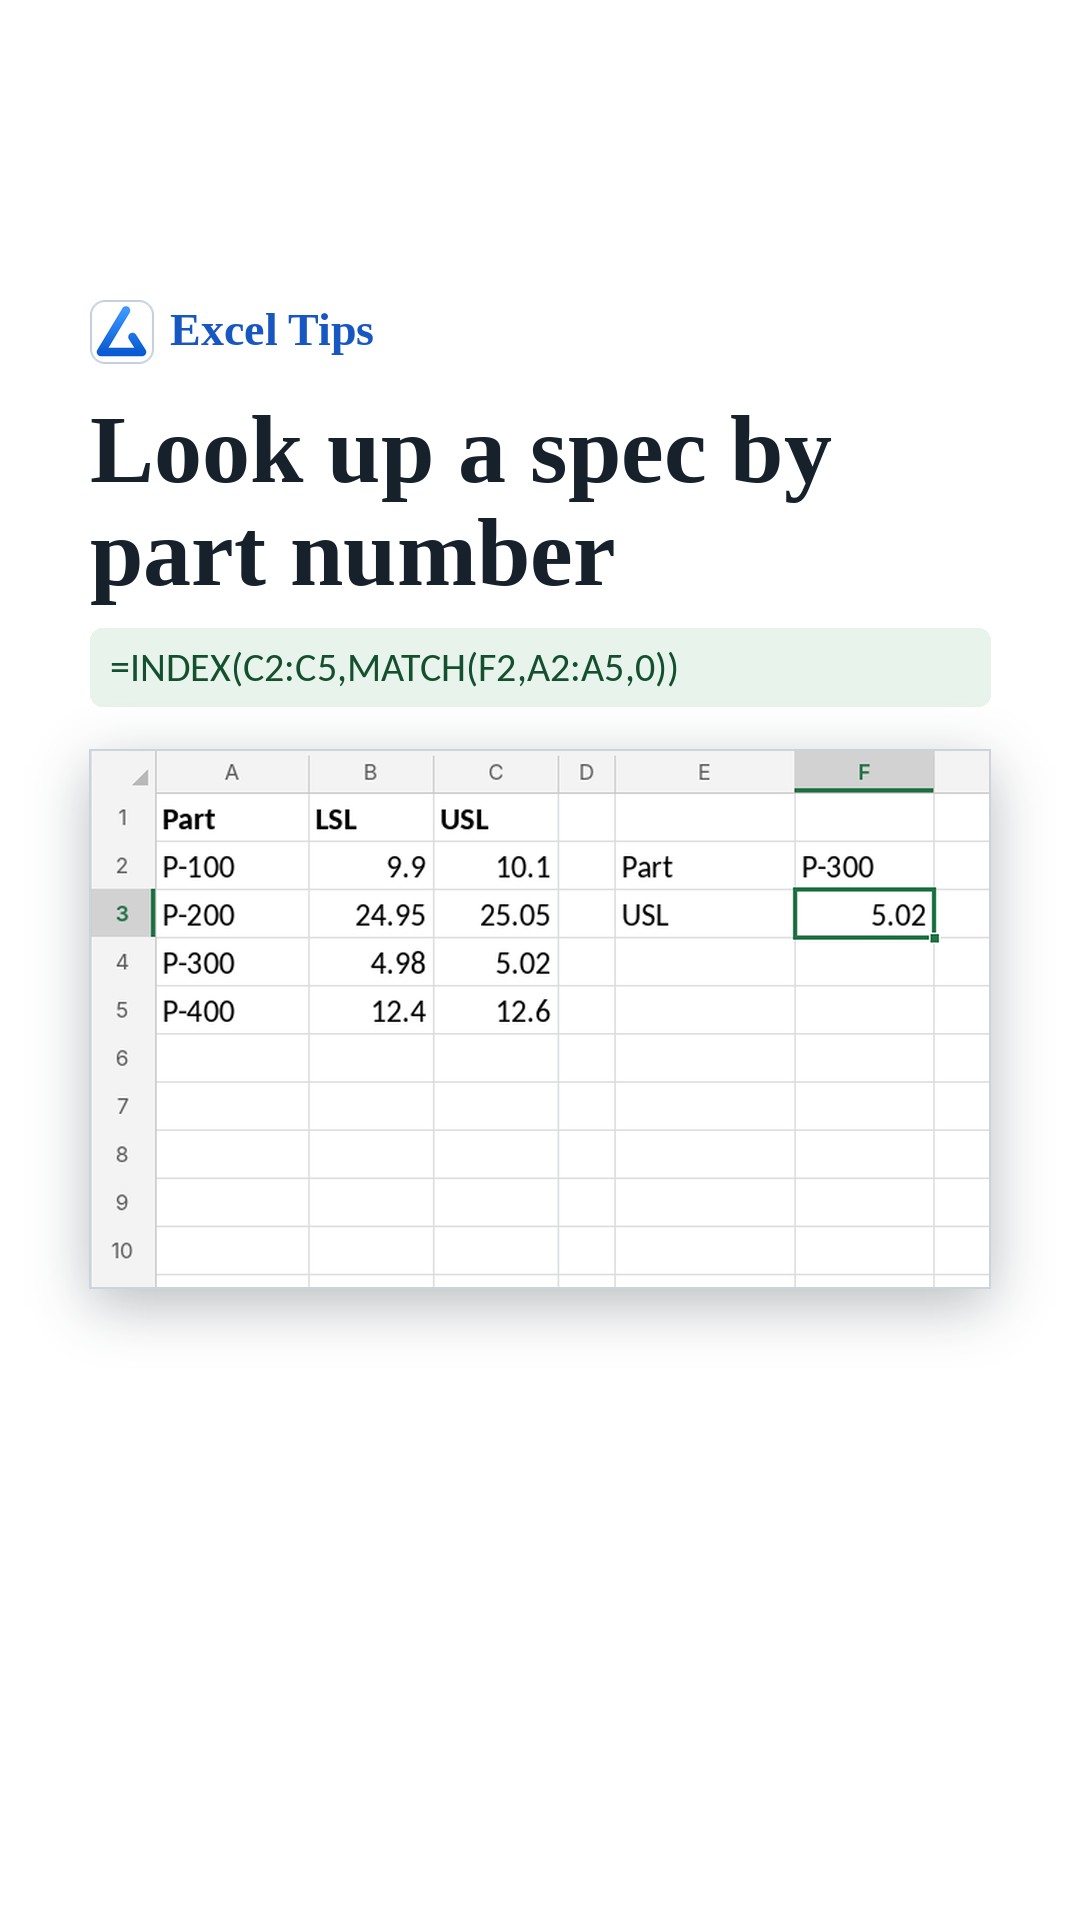 Excel Tips
Look up a spec by
part number
=INDEX(C2:C5,MATCH(F2,A2:A5,0))
A B C D E F
1 Part LSL USL
2 P-100 9.9 10.1 Part P-300
3 P-200 24.95 25.05 USL 5.02
4 P-300 4.98 5.02
5 P-400 12.4 12.6
6
7
8
9
10